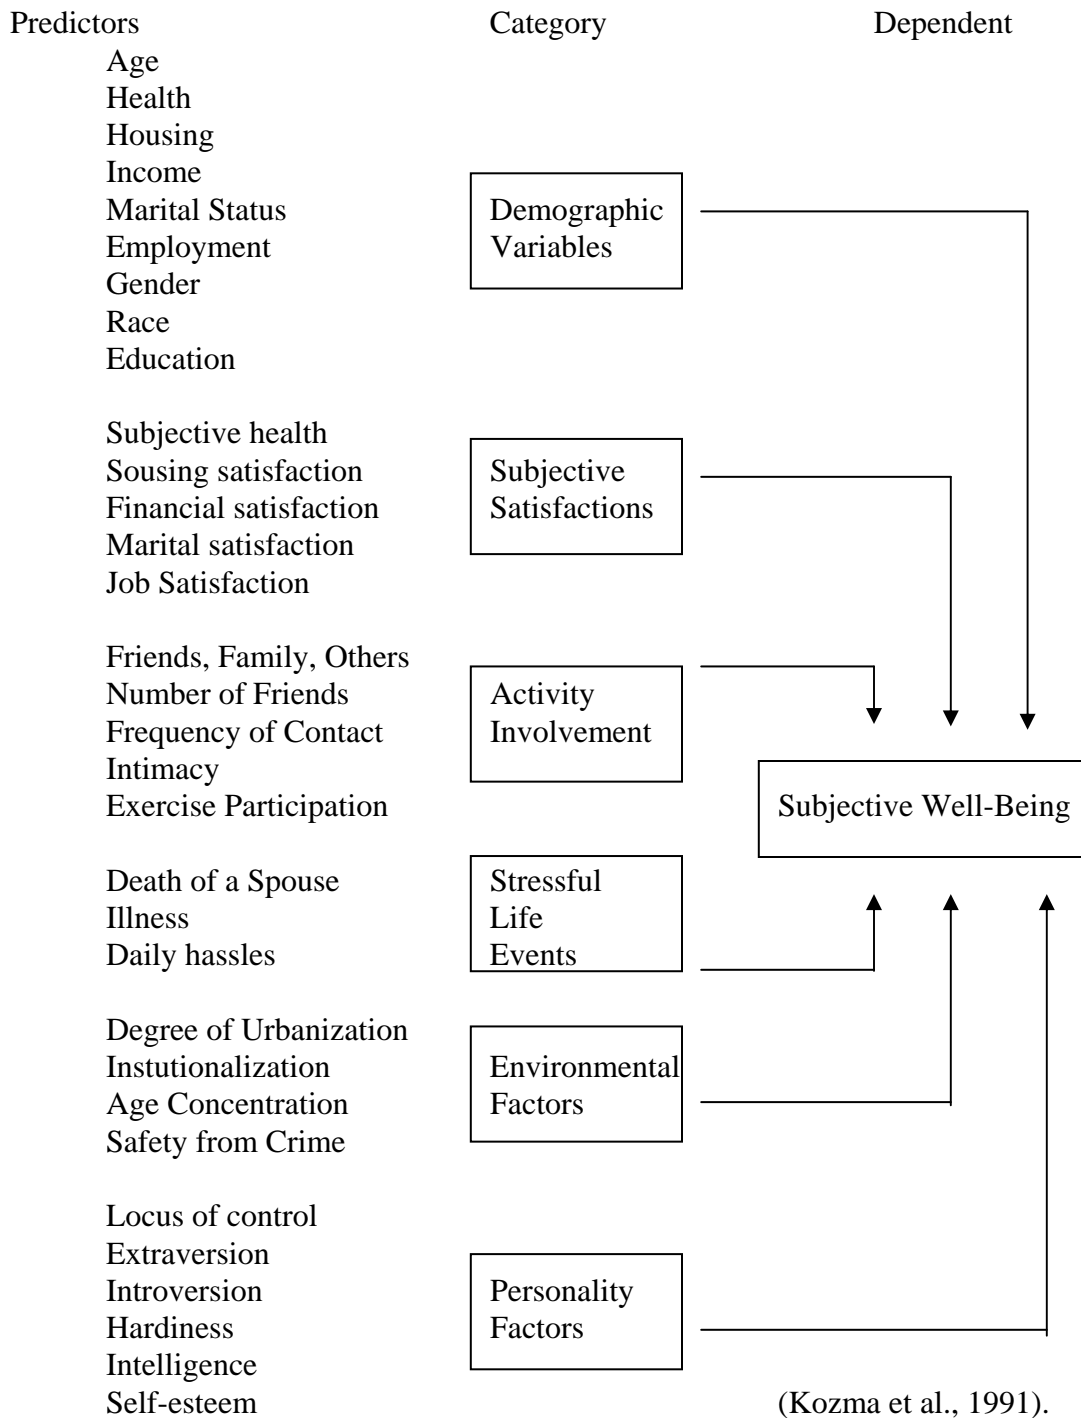 Predictors Category Dependent
Age
Health
Housing
Income
Marital Status Demographic
Employment Variables
Gender
Race
Education
Subjective health Subjective
Sousing satisfaction Satisfactions
Financial satisfaction
Marital satisfaction
Job Satisfaction
Friends, Family, Others
Number of Friends Activity
Frequency of Contact Involvement
Intimacy
Exercise Participation Subjective Well-Being
Death of a Spouse Stressful
Illness Life
Daily hassles Events
Degree of Urbanization
Instutionalization Environmental
Age Concentration Factors
Safety from Crime
Locus of control
Extraversion
Introversion Personality
Hardiness Factors
Intelligence
Self-esteem (Kozma et al., 1991).